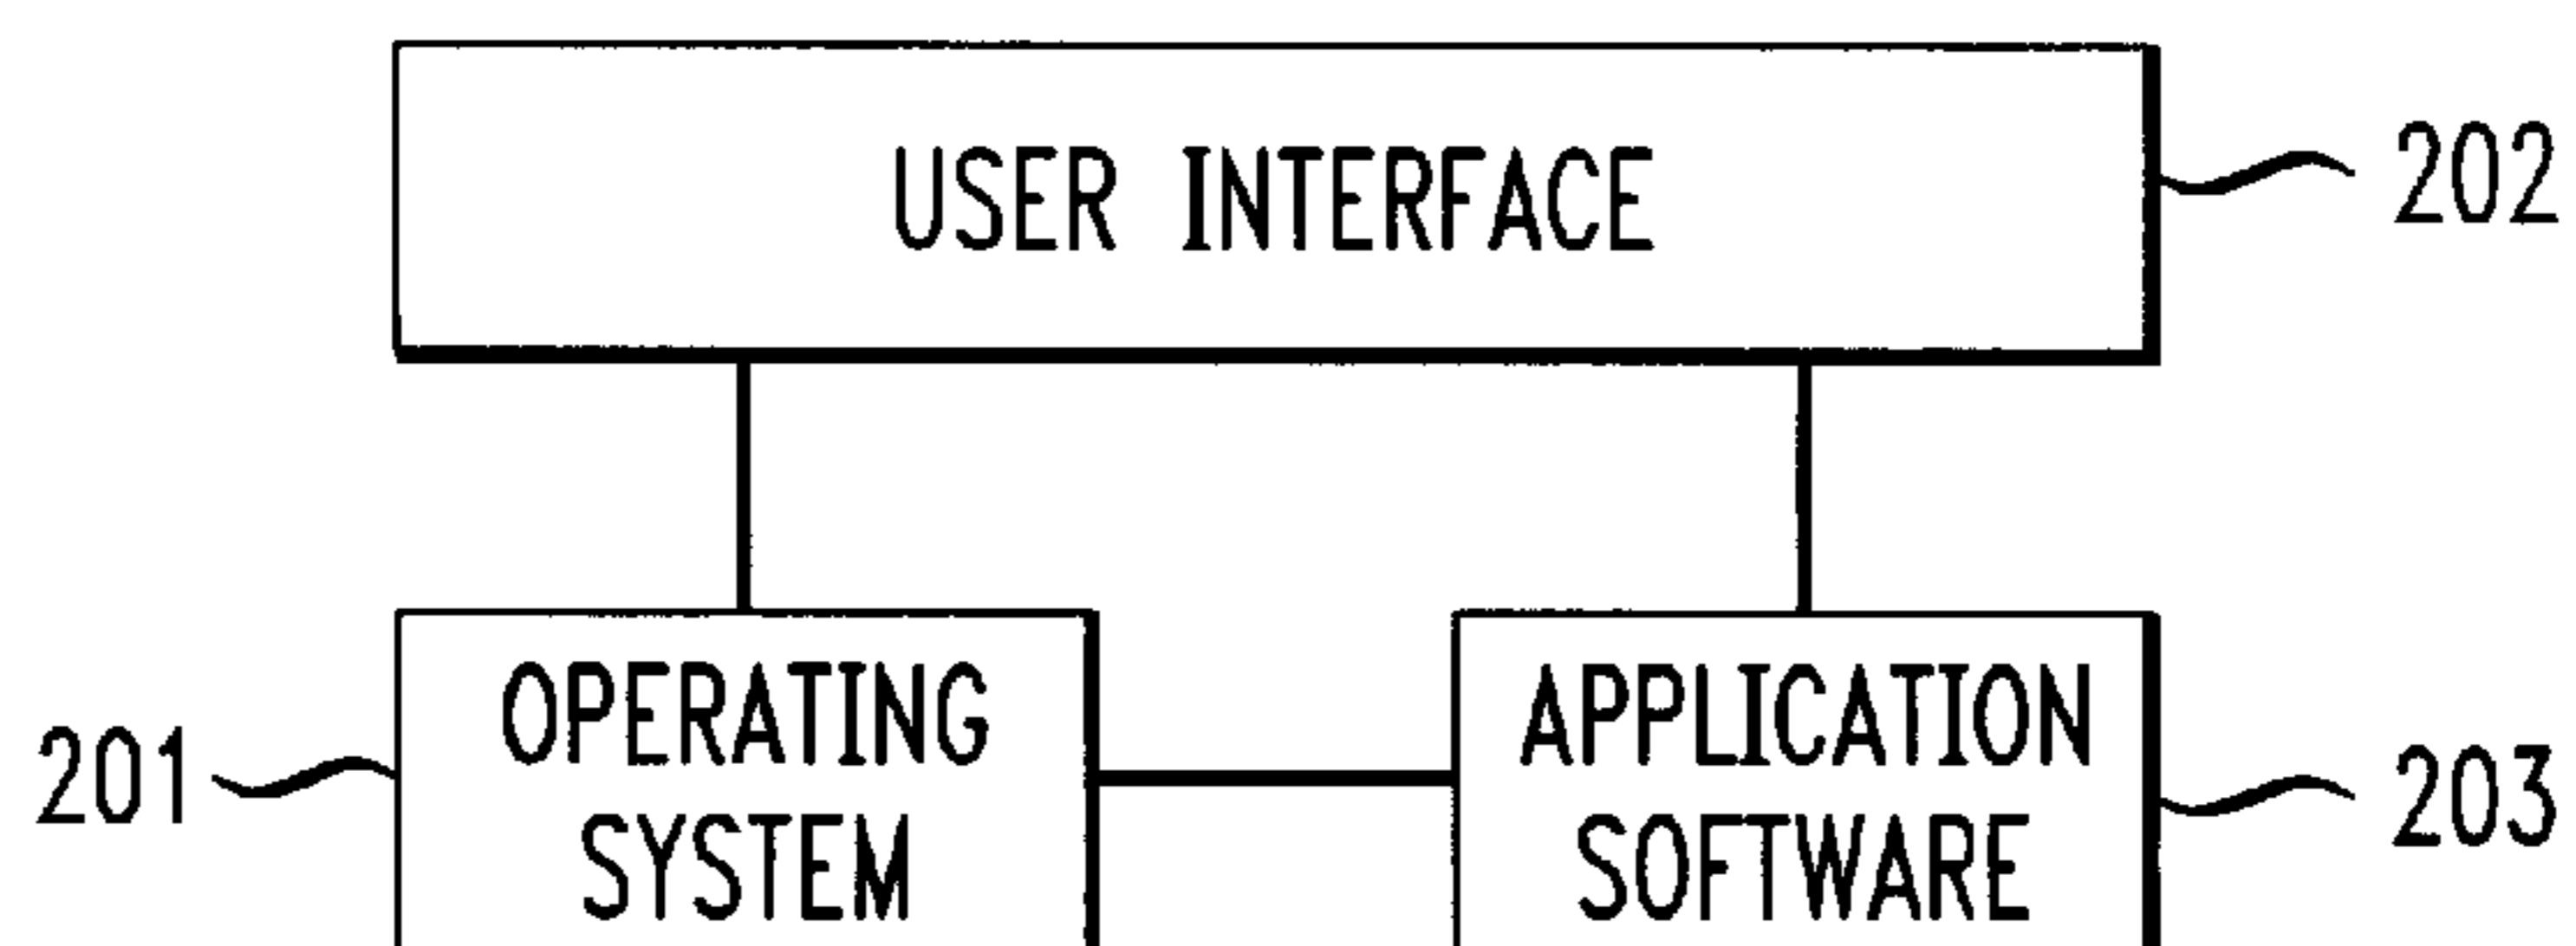 USER INTERFACE
202
OPERATING
SYSTEM
201
APPLICATION
SOFTWARE
203